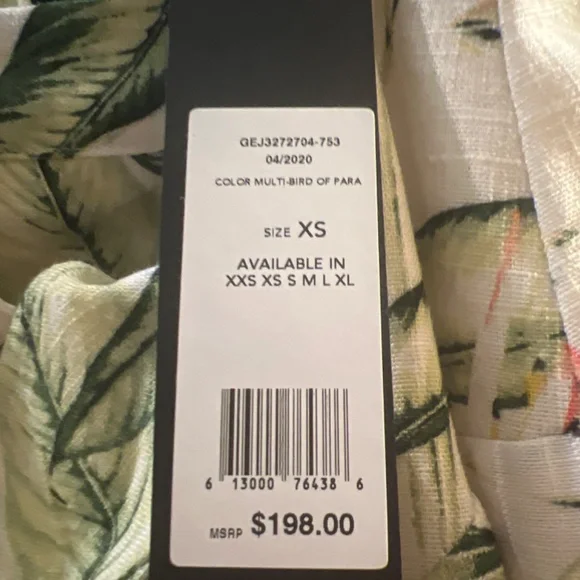 GEJ3272704-753
04/2020
COLOR MULTI-BIRD OF PARA
SIZE XS
AVAILABLE IN
XXS XS S M L XL
6 13000 76438 6
MSRP $198.00